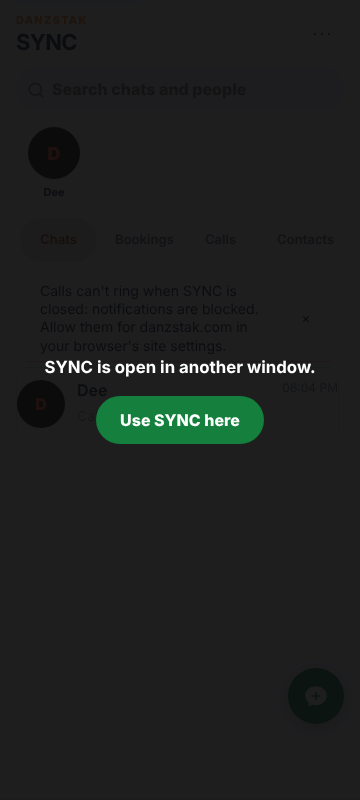 DANZSTAK
SYNC
...
Search chats and people
D
Dee
Chats
Bookings
Calls
Contacts
Calls can't ring when SYNC is
closed: notifications are blocked.
Allow them for danzstak.com in
your browser's site settings.
×
SYNC is open in another window.
D
Dee
08:04 PM
Use SYNC here